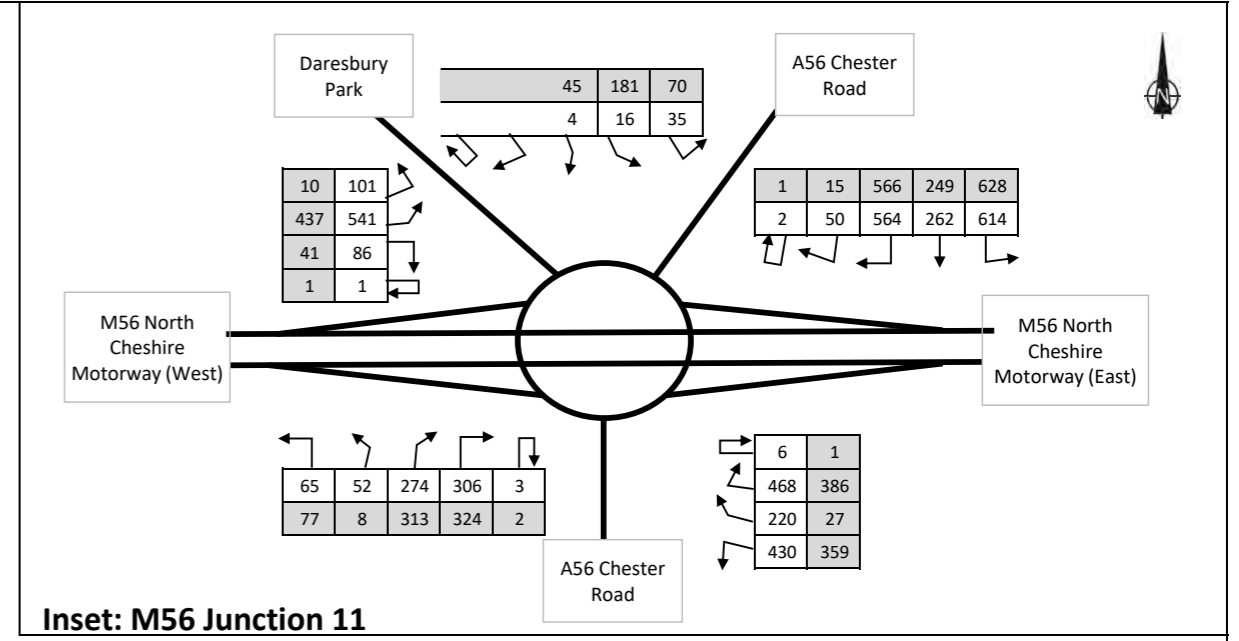 Daresbury
Park
A56 Chester
Road
N
45 181 70
4 16 35
10 101
437 541
41 86
1 1
1 15 566 249 628
2 50 564 262 614
M56 North
Cheshire
Motorway (West)
M56 North
Cheshire
Motorway (East)
65 52 274 306 3
77 8 313 324 2
6 1
468 386
220 27
430 359
A56 Chester
Road
Inset: M56 Junction 11